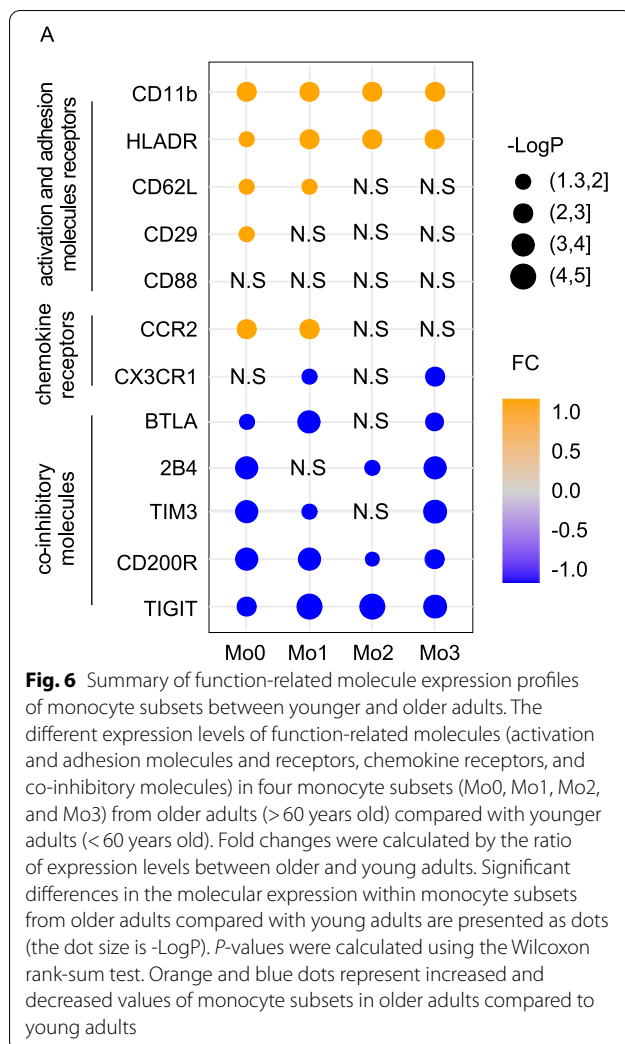 A
activation and adhesion
molecules receptors
chemokine
receptors
co-inhibitory
molecules
CD11b
HLADR
CD62L N.S N.S
CD29 N.S N.S N.S
CD88 N.S N.S N.S N.S
CCR2 N.S N.S
CX3CR1 N.S N.S
BTLA N.S
2B4 N.S
TIM3 N.S
CD200R
TIGIT
Mo0 Mo1 Mo2 Mo3
-LogP
(1.3,2]
(2,3]
(3,4]
(4,5]
FC
1.0
0.5
0.0
-0.5
-1.0
Fig. 6 Summary of function-related molecule expression profiles
of monocyte subsets between younger and older adults. The
different expression levels of function-related molecules (activation
and adhesion molecules and receptors, chemokine receptors, and
co-inhibitory molecules) in four monocyte subsets (Mo0, Mo1, Mo2,
and Mo3) from older adults (> 60 years old) compared with younger
adults (< 60 years old). Fold changes were calculated by the ratio
of expression levels between older and young adults. Significant
differences in the molecular expression within monocyte subsets
from older adults compared with young adults are presented as dots
(the dot size is -LogP). P-values were calculated using the Wilcoxon
rank-sum test. Orange and blue dots represent increased and
decreased values of monocyte subsets in older adults compared to
young adults